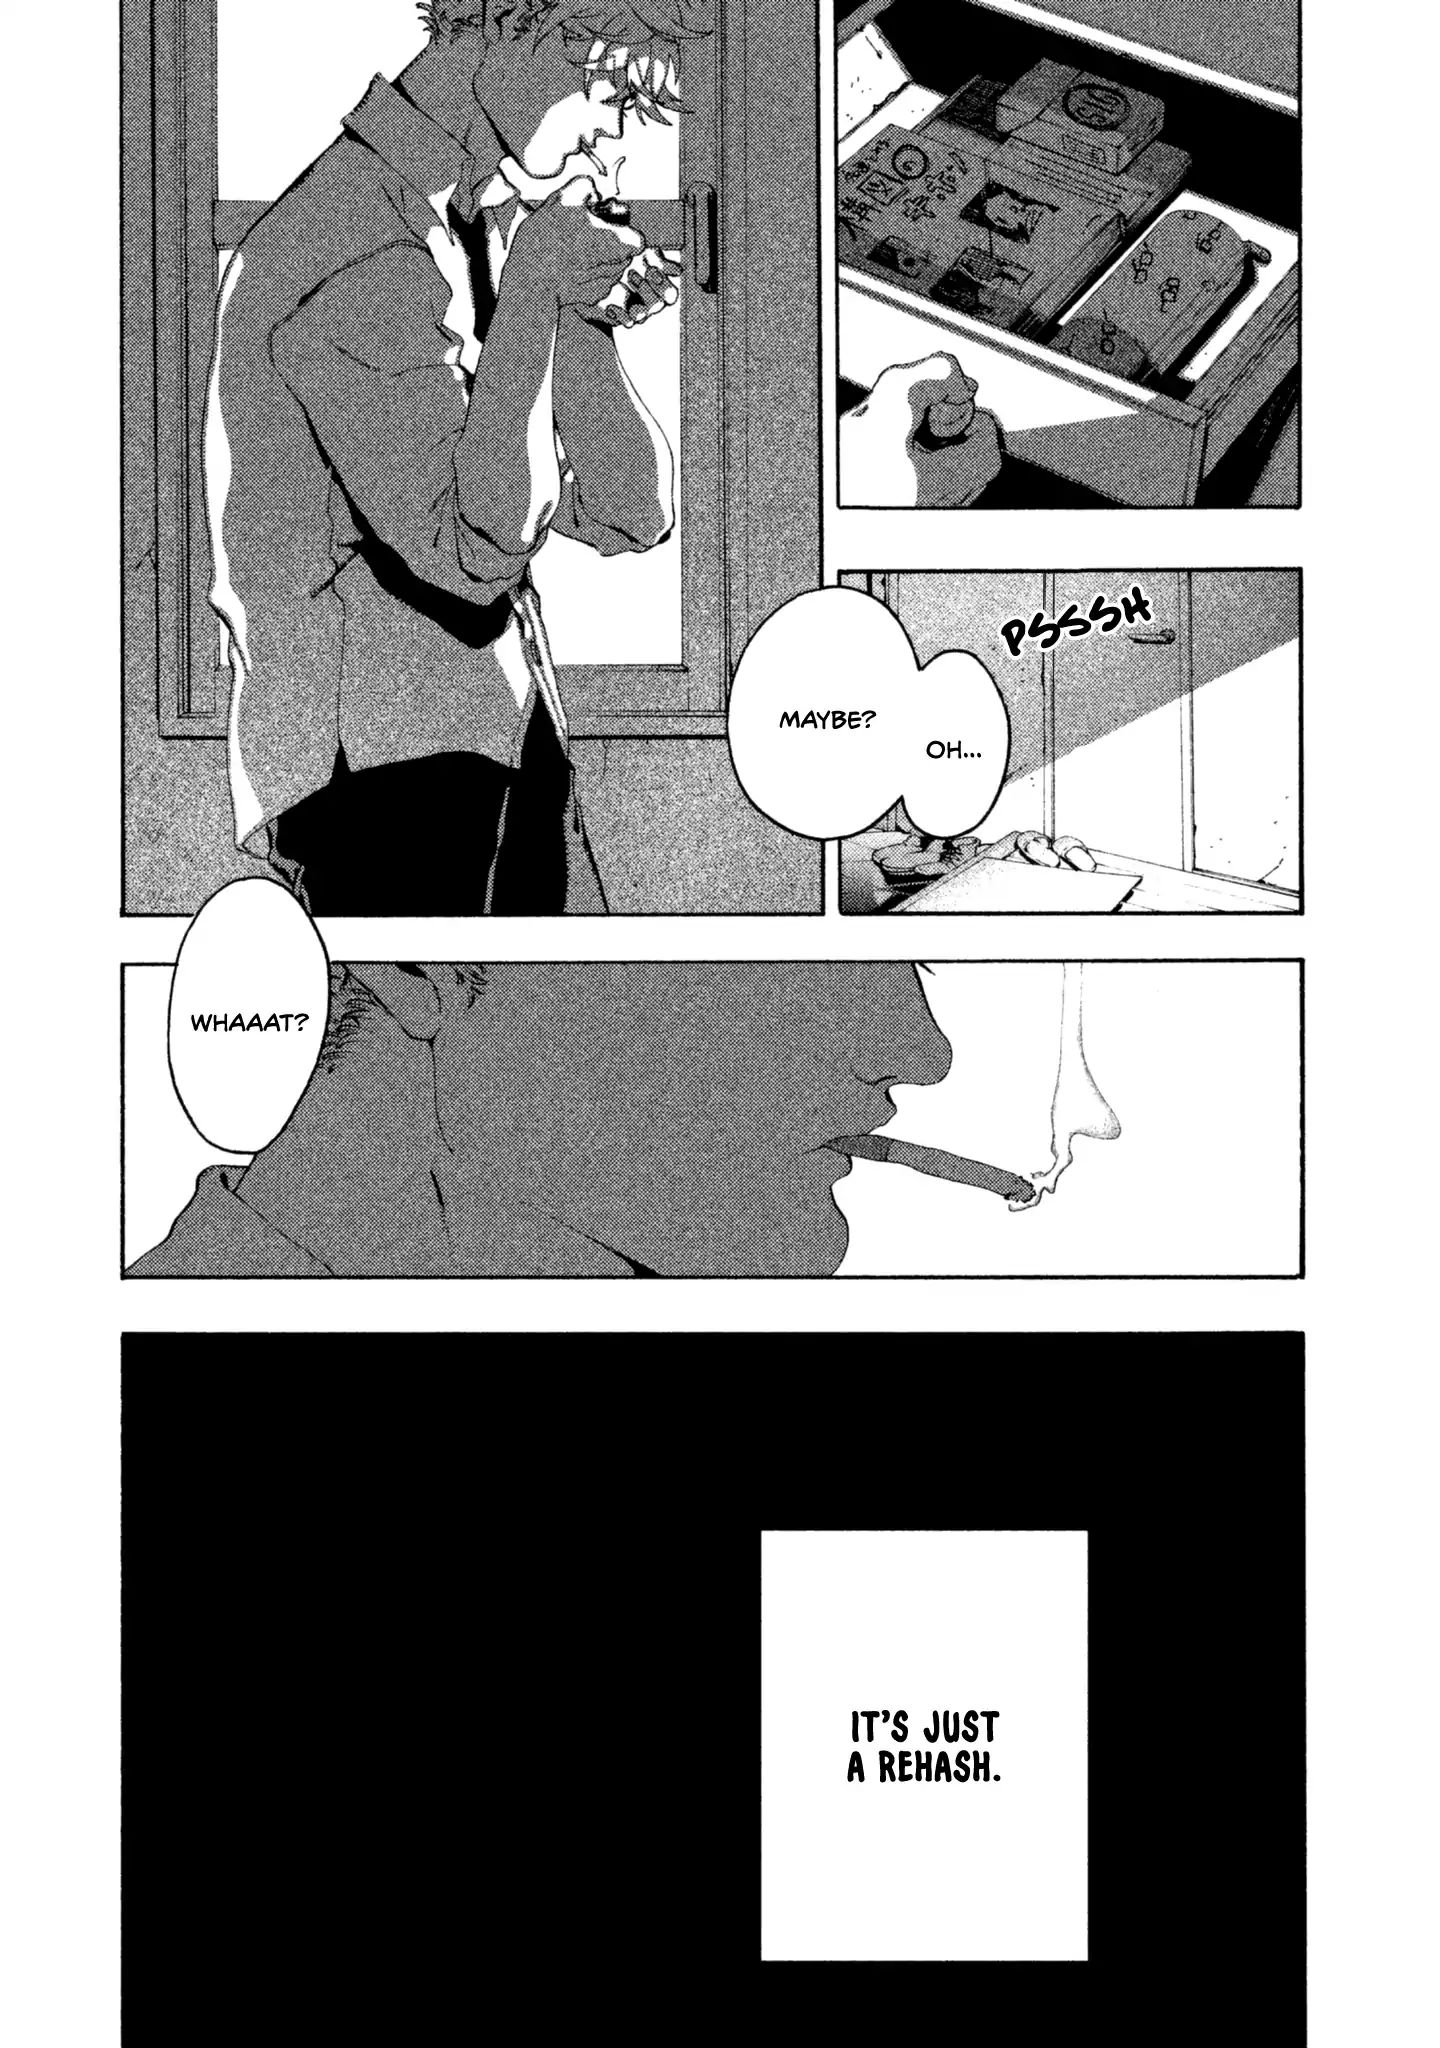 PSSSH
OH...
MAYBE?
WHAAAT?
IT'S JUST
A REHASH.